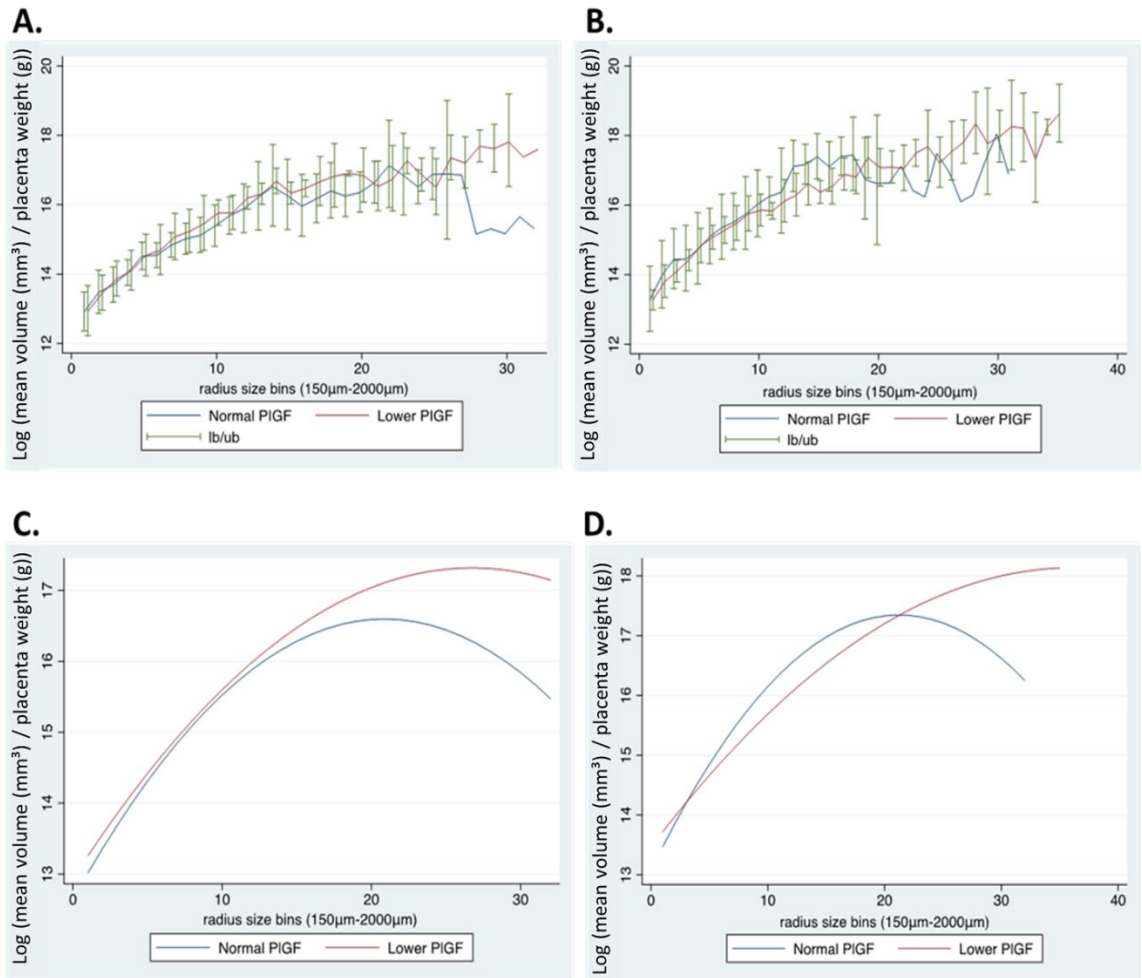 A.
Log (mean volume (mm³) / placenta weight (g))
20
18
16
14
12
0 10 20 30
radius size bins (150µm-2000µm)
Normal PlGF Lower PlGF
lb/ub
B.
Log (mean volume (mm³) / placenta weight (g))
20
18
16
14
12
0 10 20 30 40
radius size bins (150µm-2000µm)
Normal PlGF Lower PlGF
lb/ub
C.
Log (mean volume (mm³) / placenta weight (g))
17
16
15
14
13
0 10 20 30
radius size bins (150µm-2000µm)
Normal PlGF Lower PlGF
D.
Log (mean volume (mm³) / placenta weight (g))
18
17
16
15
14
13
0 10 20 30 40
radius size bins (150µm-2000µm)
Normal PlGF Lower PlGF